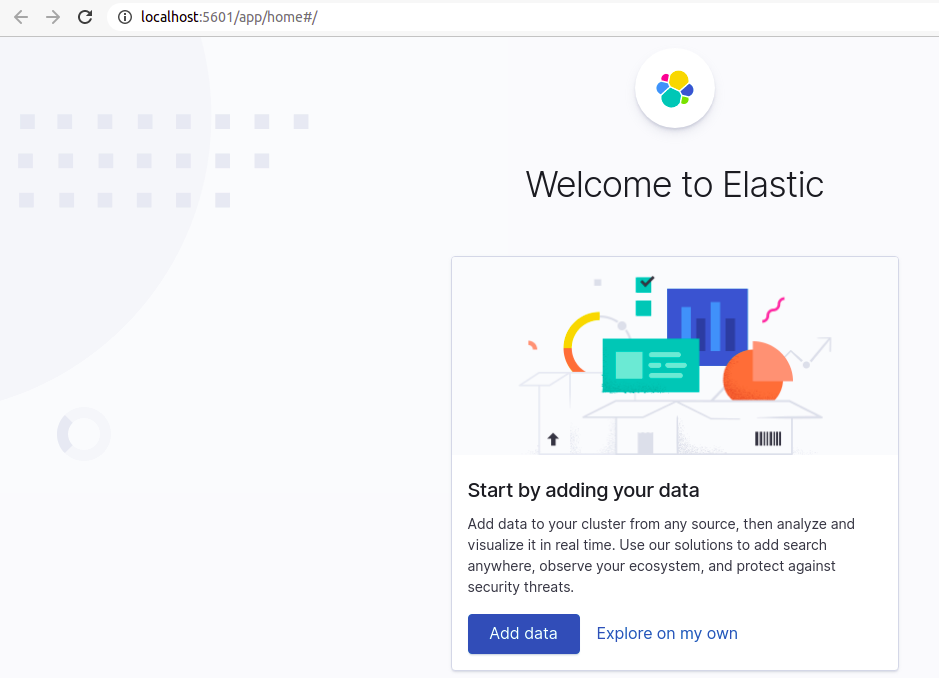 localhost:5601/app/home#/
Welcome to Elastic
Start by adding your data
Add data to your cluster from any source, then analyze and
visualize it in real time. Use our solutions to add search
anywhere, observe your ecosystem, and protect against
security threats.
Add data Explore on my own